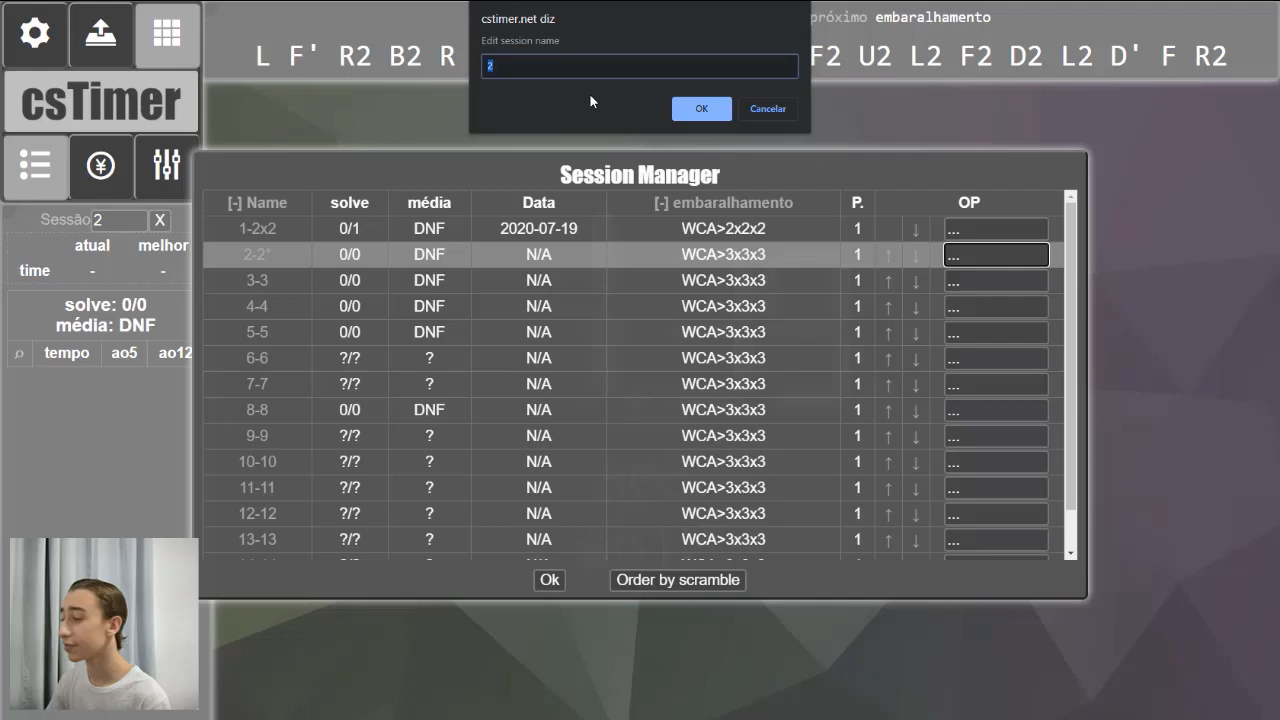 cstimer.net diz
Edit session name
2
OK Cancelar
próximo embaralhamento
L F' R2 B2 R F2 U2 L2 F2 D2 L2 D' F R2
csTimer
Sessão 2 X
atual melhor
time - -
solve: 0/0
média: DNF
tempo ao5 ao12
Session Manager
[-] Name solve média Data [-] embaralhamento P. OP
1-2x2 0/1 DNF 2020-07-19 WCA>2x2x2 1 ↓ ...
2-2* 0/0 DNF N/A WCA>3x3x3 1 ↑ ↓ ...
3-3 0/0 DNF N/A WCA>3x3x3 1 ↑ ↓ ...
4-4 0/0 DNF N/A WCA>3x3x3 1 ↑ ↓ ...
5-5 0/0 DNF N/A WCA>3x3x3 1 ↑ ↓ ...
6-6 ?/? ? N/A WCA>3x3x3 1 ↑ ↓ ...
7-7 ?/? ? N/A WCA>3x3x3 1 ↑ ↓ ...
8-8 0/0 DNF N/A WCA>3x3x3 1 ↑ ↓ ...
9-9 ?/? ? N/A WCA>3x3x3 1 ↑ ↓ ...
10-10 ?/? ? N/A WCA>3x3x3 1 ↑ ↓ ...
11-11 ?/? ? N/A WCA>3x3x3 1 ↑ ↓ ...
12-12 ?/? ? N/A WCA>3x3x3 1 ↑ ↓ ...
13-13 ?/? ? N/A WCA>3x3x3 1 ↑ ↓ ...
Ok Order by scramble